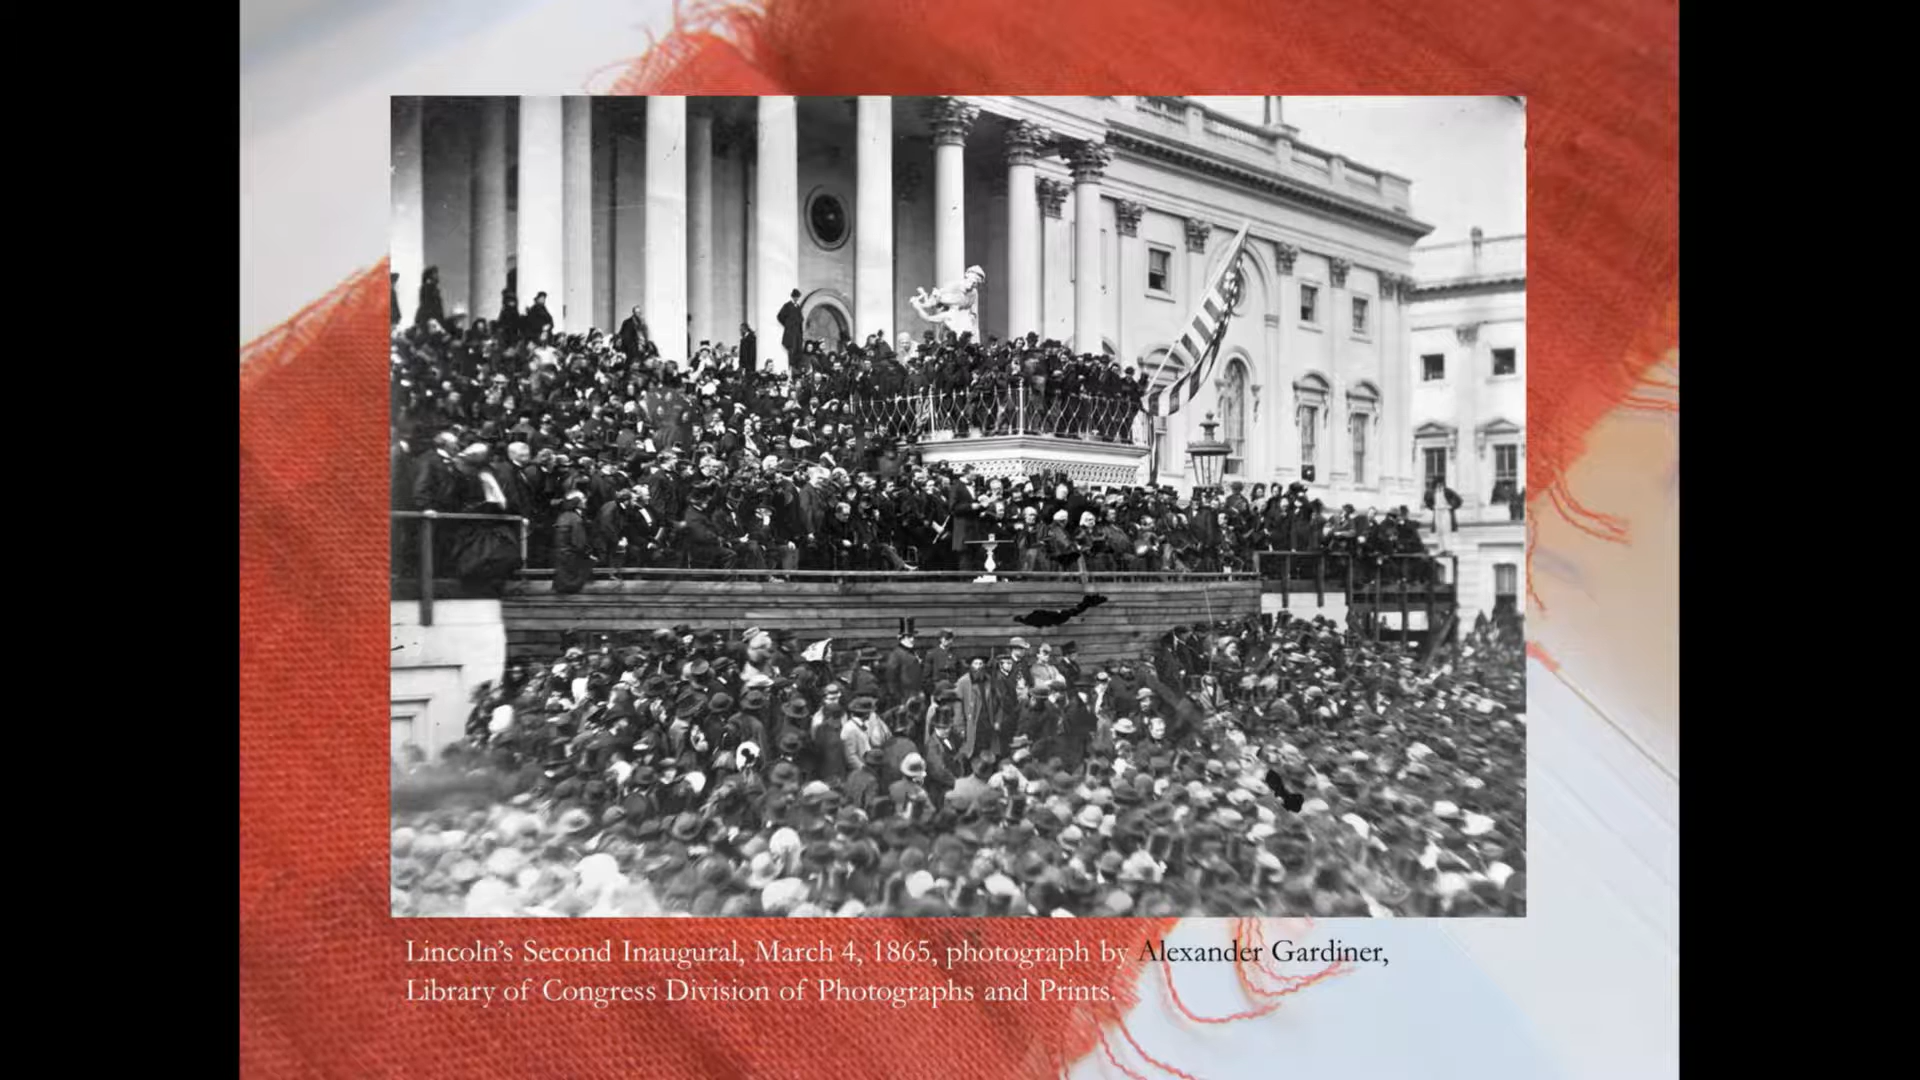 Lincoln's Second Inaugural, March 4, 1865, photograph by Alexander Gardiner,
Library of Congress Division of Photographs and Prints.